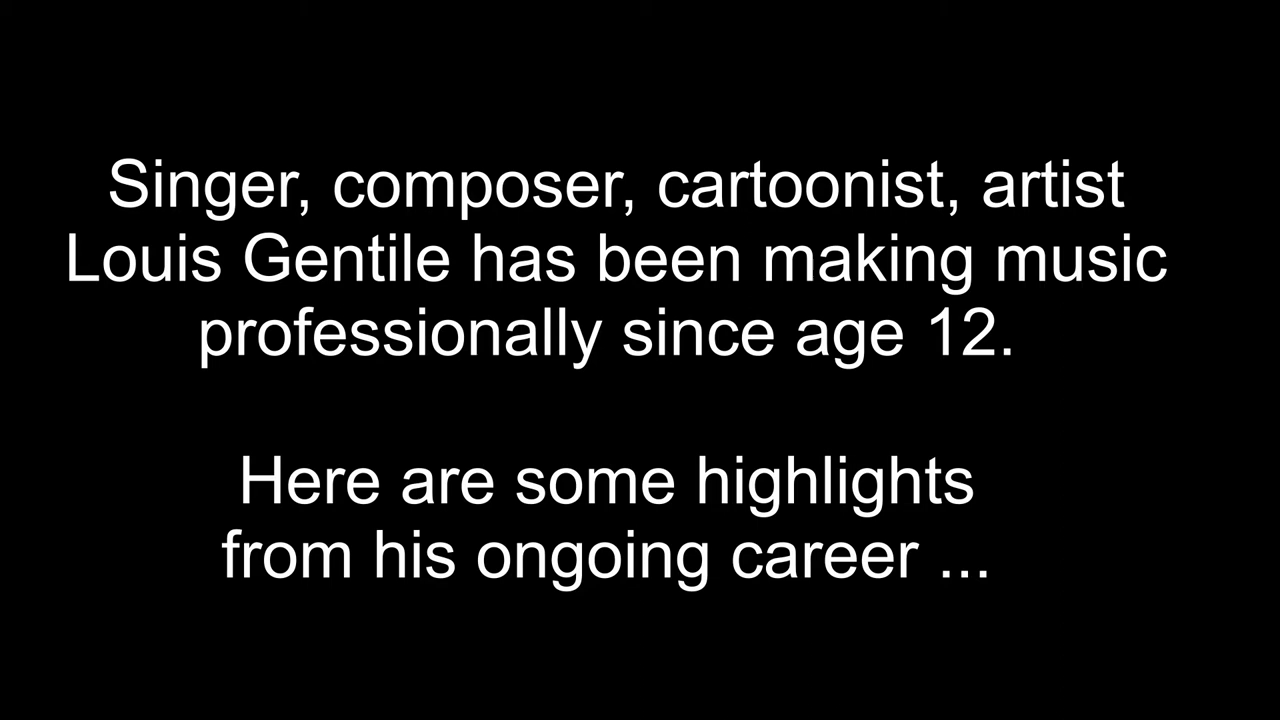 Singer, composer, cartoonist, artist
Louis Gentile has been making music
professionally since age 12.
Here are some highlights
from his ongoing career ...